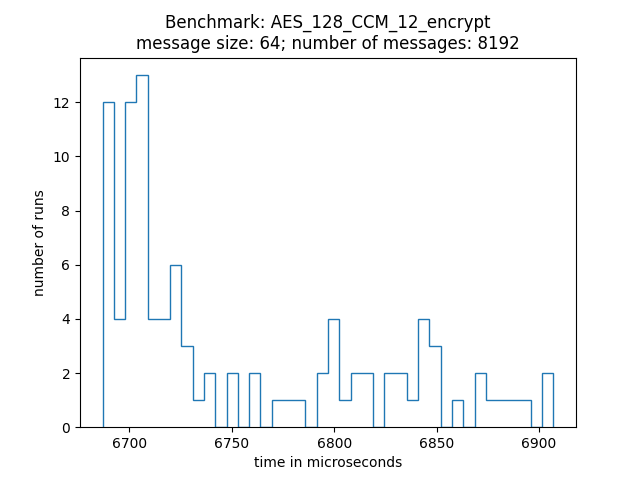 Benchmark: AES_128_CCM_12_encrypt
message size: 64; number of messages: 8192
number of runs
12
10
8
6
4
2
0
6700 6750 6800 6850 6900
time in microseconds